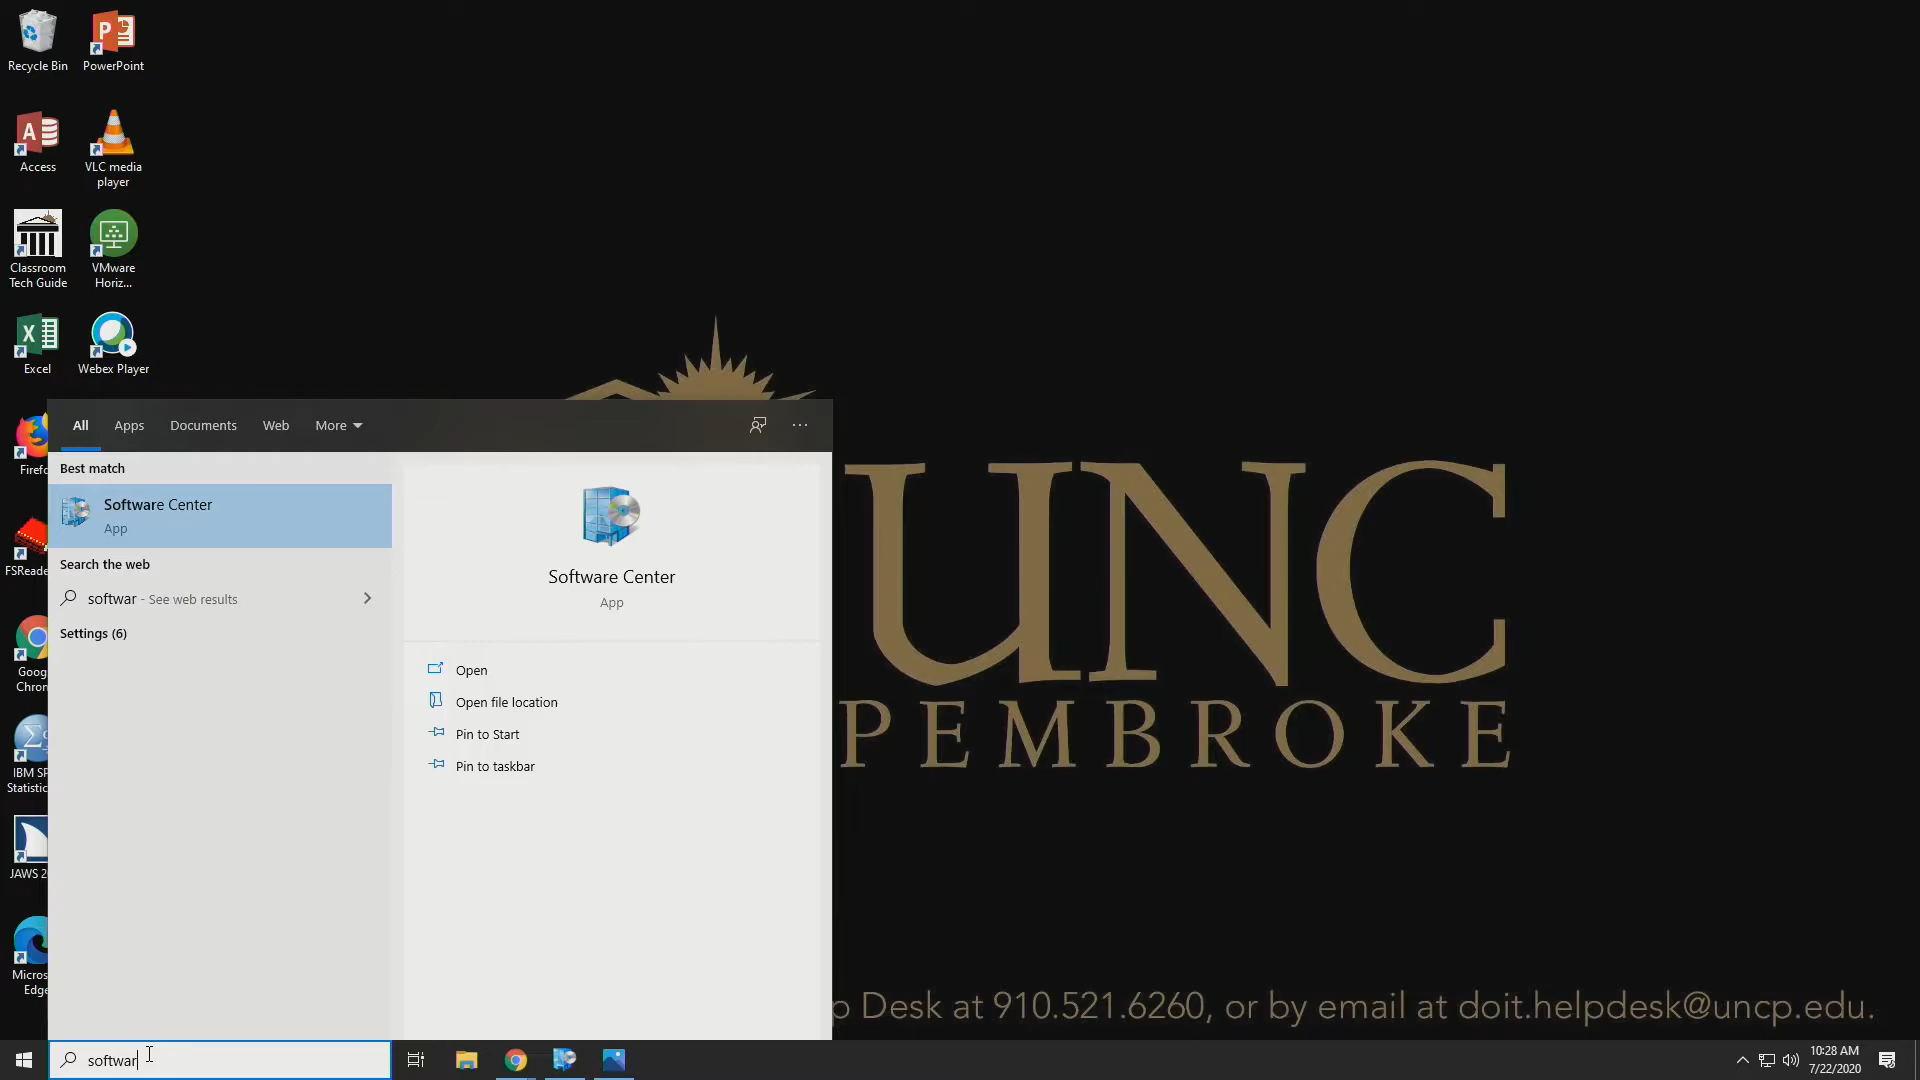 Recycle Bin
PowerPoint
Access
VLC media
player
Classroom
Tech Guide
VMware
Horiz...
Excel
Webex Player
Firefo
FSReade
Goog
Chron
IBM SP
Statistic
JAWS 2
Micros
Edge
All
Apps
Documents
Web
More
Best match
Software Center
App
Search the web
softwar - See web results
Settings (6)
Software Center
App
Open
Open file location
Pin to Start
Pin to taskbar
UNC
PEMBROKE
p Desk at 910.521.6260, or by email at doit.helpdesk@uncp.edu.
softwar
10:28 AM
7/22/2020